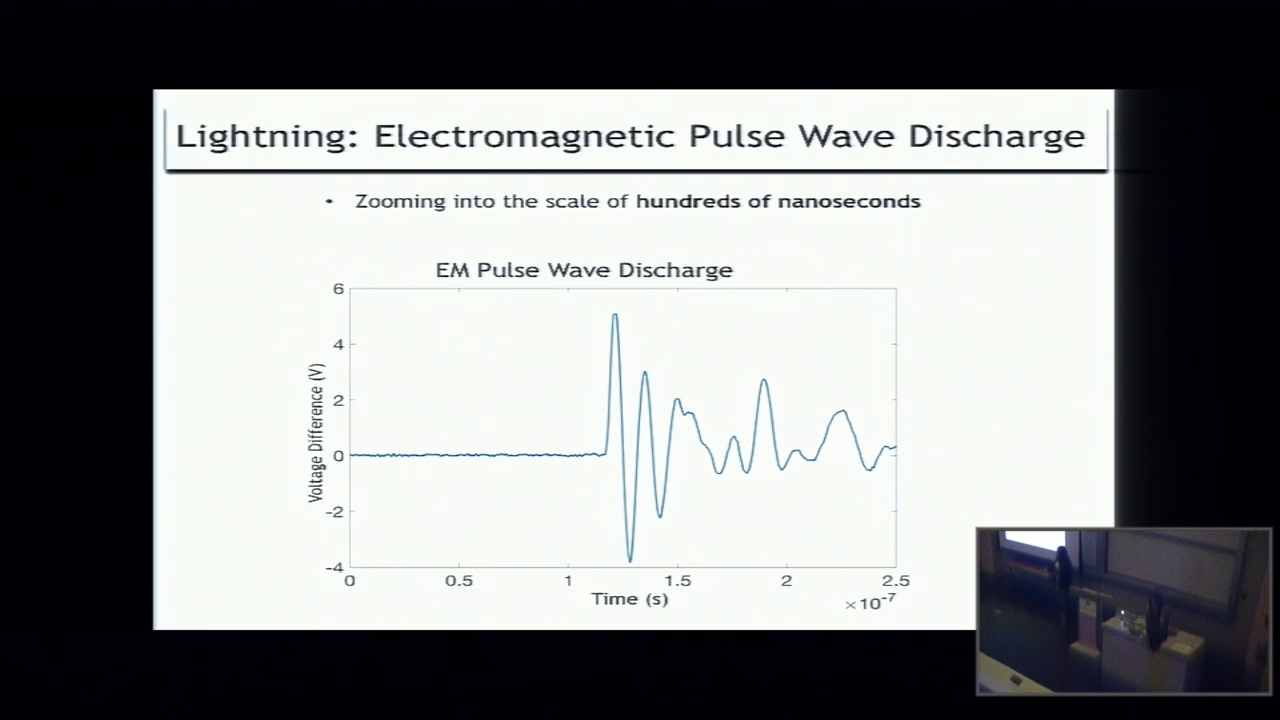 Lightning: Electromagnetic Pulse Wave Discharge
• Zooming into the scale of hundreds of nanoseconds
EM Pulse Wave Discharge
6
4
2
0
-2
-4
Voltage Difference (V)
0 0.5 1 1.5 2 2.5
Time (s)
×10⁻⁷